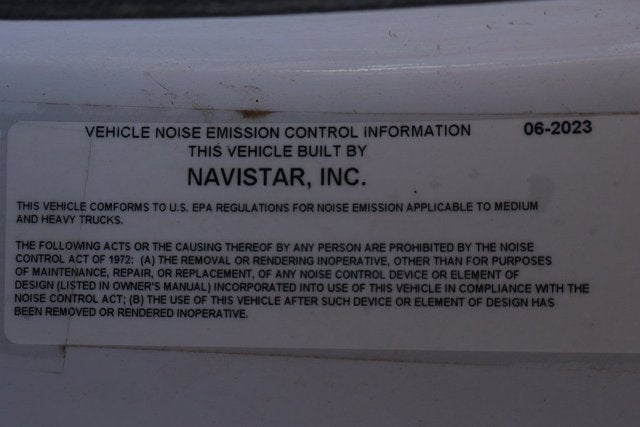 VEHICLE NOISE EMISSION CONTROL INFORMATION 06-2023
THIS VEHICLE BUILT BY
NAVISTAR, INC.
THIS VEHICLE COMFORMS TO U.S. EPA REGULATIONS FOR NOISE EMISSION APPLICABLE TO MEDIUM
AND HEAVY TRUCKS.
THE FOLLOWING ACTS OR THE CAUSING THEREOF BY ANY PERSON ARE PROHIBITED BY THE NOISE
CONTROL ACT OF 1972: (A) THE REMOVAL OR RENDERING INOPERATIVE, OTHER THAN FOR PURPOSES
OF MAINTENANCE, REPAIR, OR REPLACEMENT, OF ANY NOISE CONTROL DEVICE OR ELEMENT OF
DESIGN (LISTED IN OWNER'S MANUAL) INCORPORATED INTO USE OF THIS VEHICLE IN COMPLIANCE WITH THE
NOISE CONTROL ACT; (B) THE USE OF THIS VEHICLE AFTER SUCH DEVICE OR ELEMENT OF DESIGN HAS
BEEN REMOVED OR RENDERED INOPERATIVE.